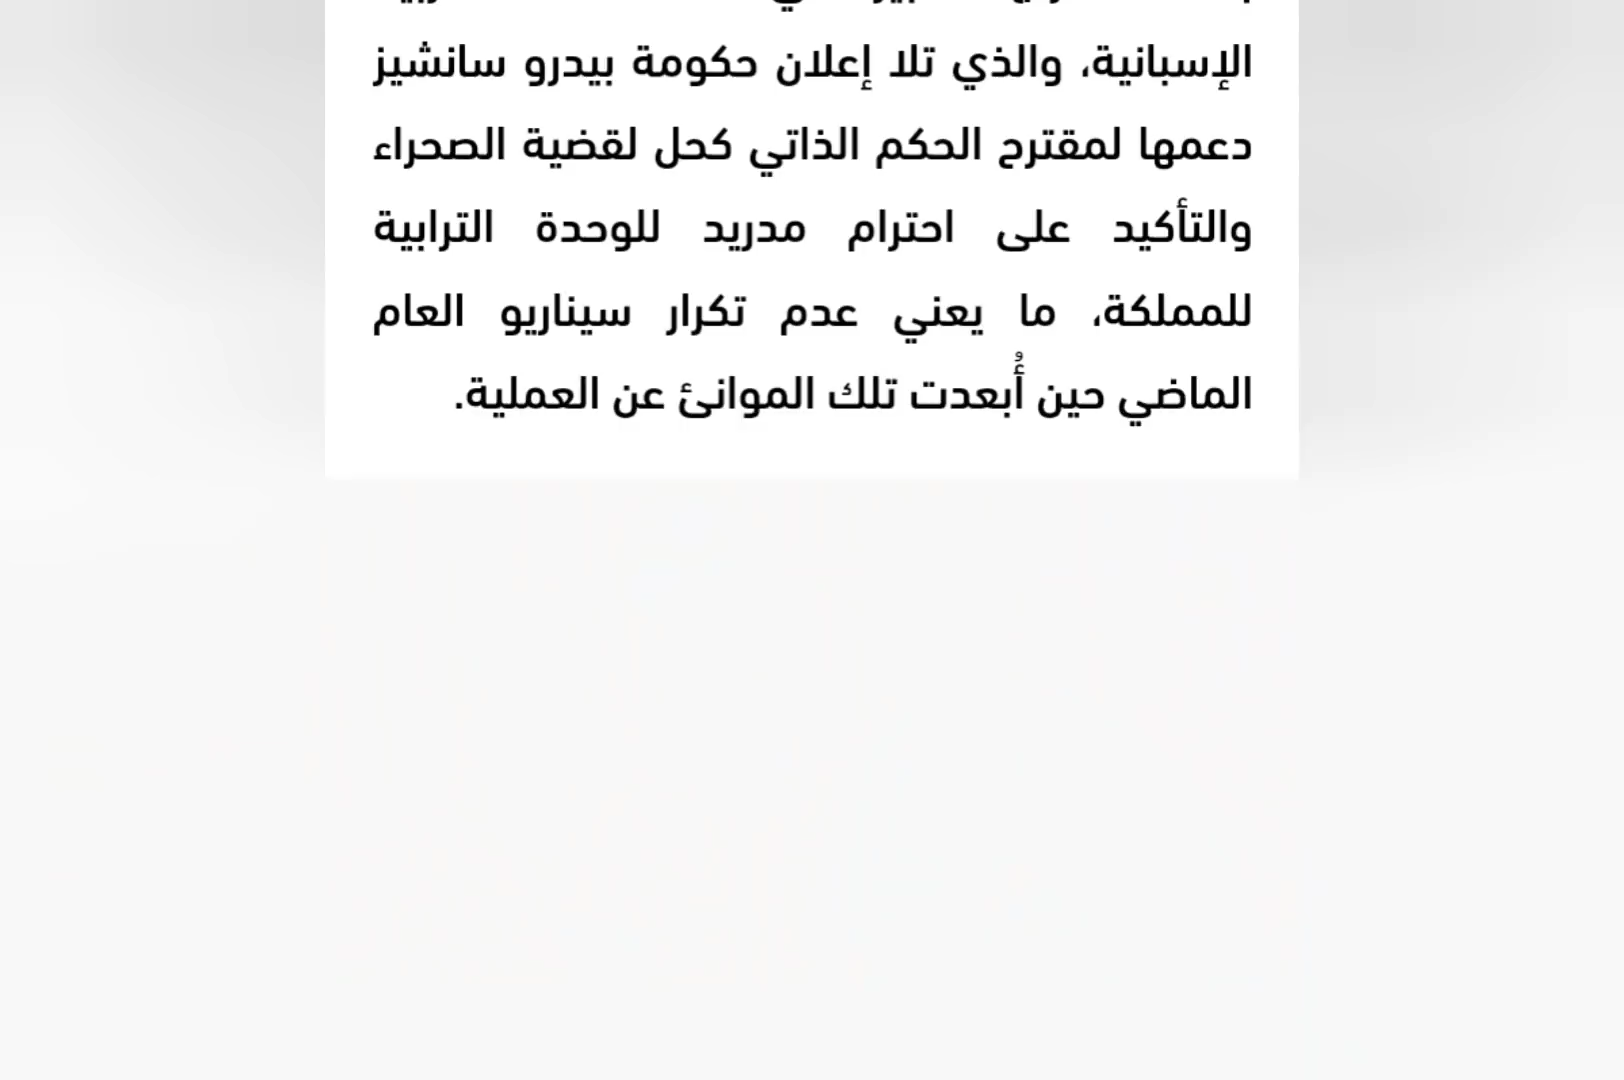 الإسبانية، والذي تلا إعلان حكومة بيدرو سانشيز
دعمها لمقترح الحكم الذاتي كحل لقضية الصحراء
والتأكيد على احترام مدريد للوحدة الترابية
للمملكة، ما يعني عدم تكرار سيناريو العام
الماضي حين أُبعدت تلك الموانئ عن العملية.